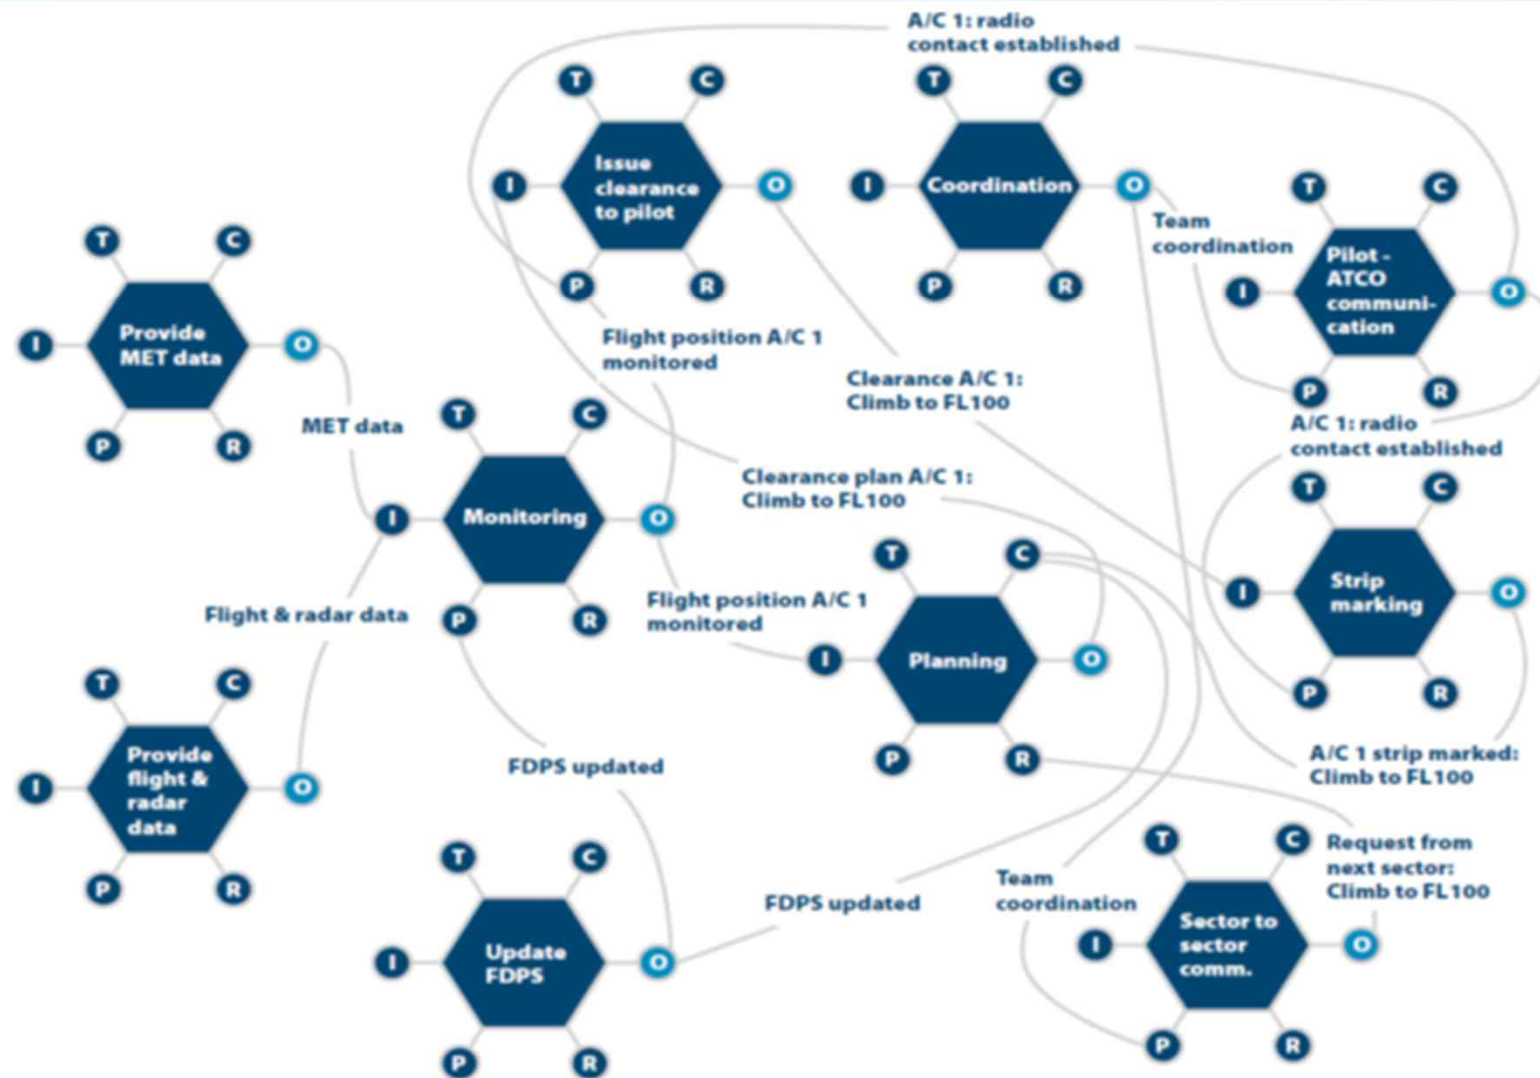 A/C 1: radio
contact established
T
C
T
C
Issue
clearance
to pilot
I
O
P
R
Coordination
I
O
P
R
Team
coordination
T
C
Pilot -
ATCO
communi-
cation
I
O
P
R
T
C
Provide
MET data
I
O
P
R
MET data
Flight position A/C 1
monitored
Clearance A/C 1:
Climb to FL100
A/C 1: radio
contact established
T
C
Monitoring
I
O
P
R
Clearance plan A/C 1:
Climb to FL100
T
C
Strip
marking
I
O
P
R
Flight & radar data
Flight position A/C 1
monitored
T
C
Planning
I
O
P
R
T
C
Provide
flight &
radar
data
I
O
P
R
FDPS updated
A/C 1 strip marked:
Climb to FL100
T
C
Update
FDPS
I
O
P
R
FDPS updated
Team
coordination
T
C
Sector to
sector
comm.
I
O
P
R
Request from
next sector:
Climb to FL100